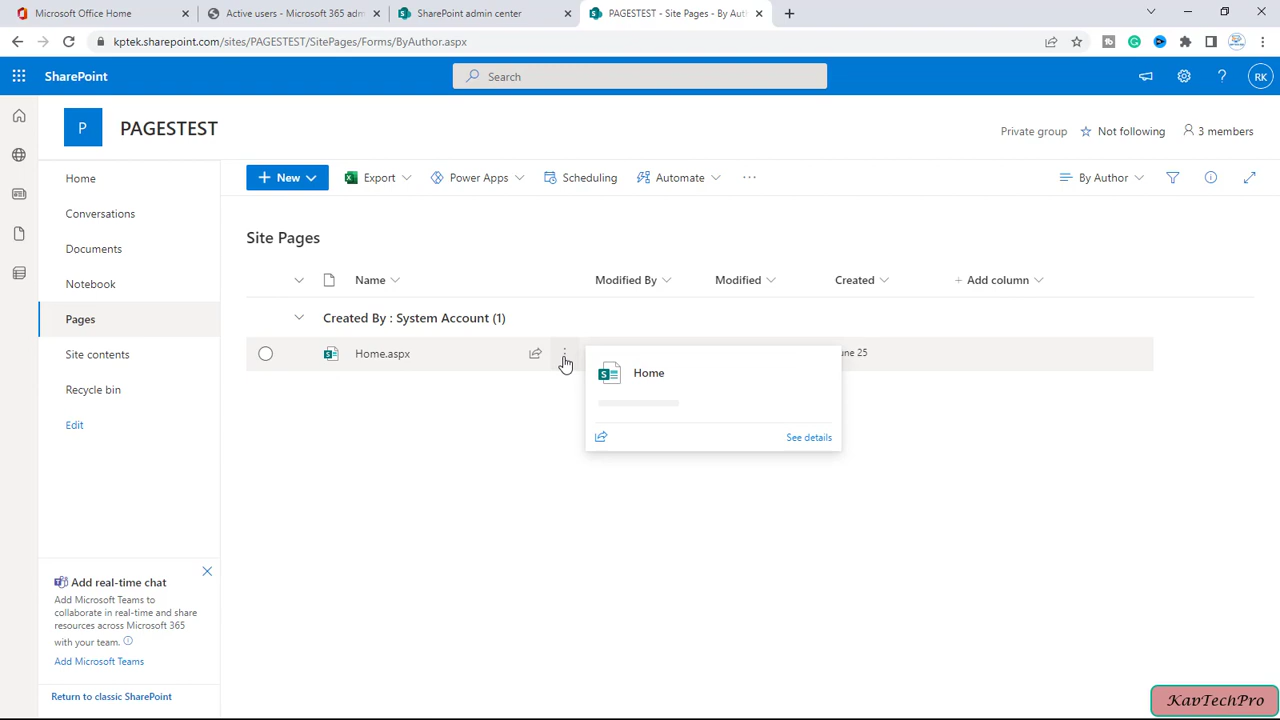 Microsoft Office Home
Active users - Microsoft 365 adm
SharePoint admin center
PAGESTEST - Site Pages - By Auth
kptek.sharepoint.com/sites/PAGESTEST/SitePages/Forms/ByAuthor.aspx
SharePoint
Search
RK
P
PAGESTEST
Private group
Not following
3 members
New
Export
Power Apps
Scheduling
Automate
By Author
Home
Conversations
Documents
Notebook
Pages
Site contents
Recycle bin
Edit
Site Pages
Name
Modified By
Modified
Created
Add column
Created By : System Account (1)
Home.aspx
une 25
Home
See details
Add real-time chat
Add Microsoft Teams to
collaborate in real-time and share
resources across Microsoft 365
with your team.
Add Microsoft Teams
Return to classic SharePoint
KavTechPro